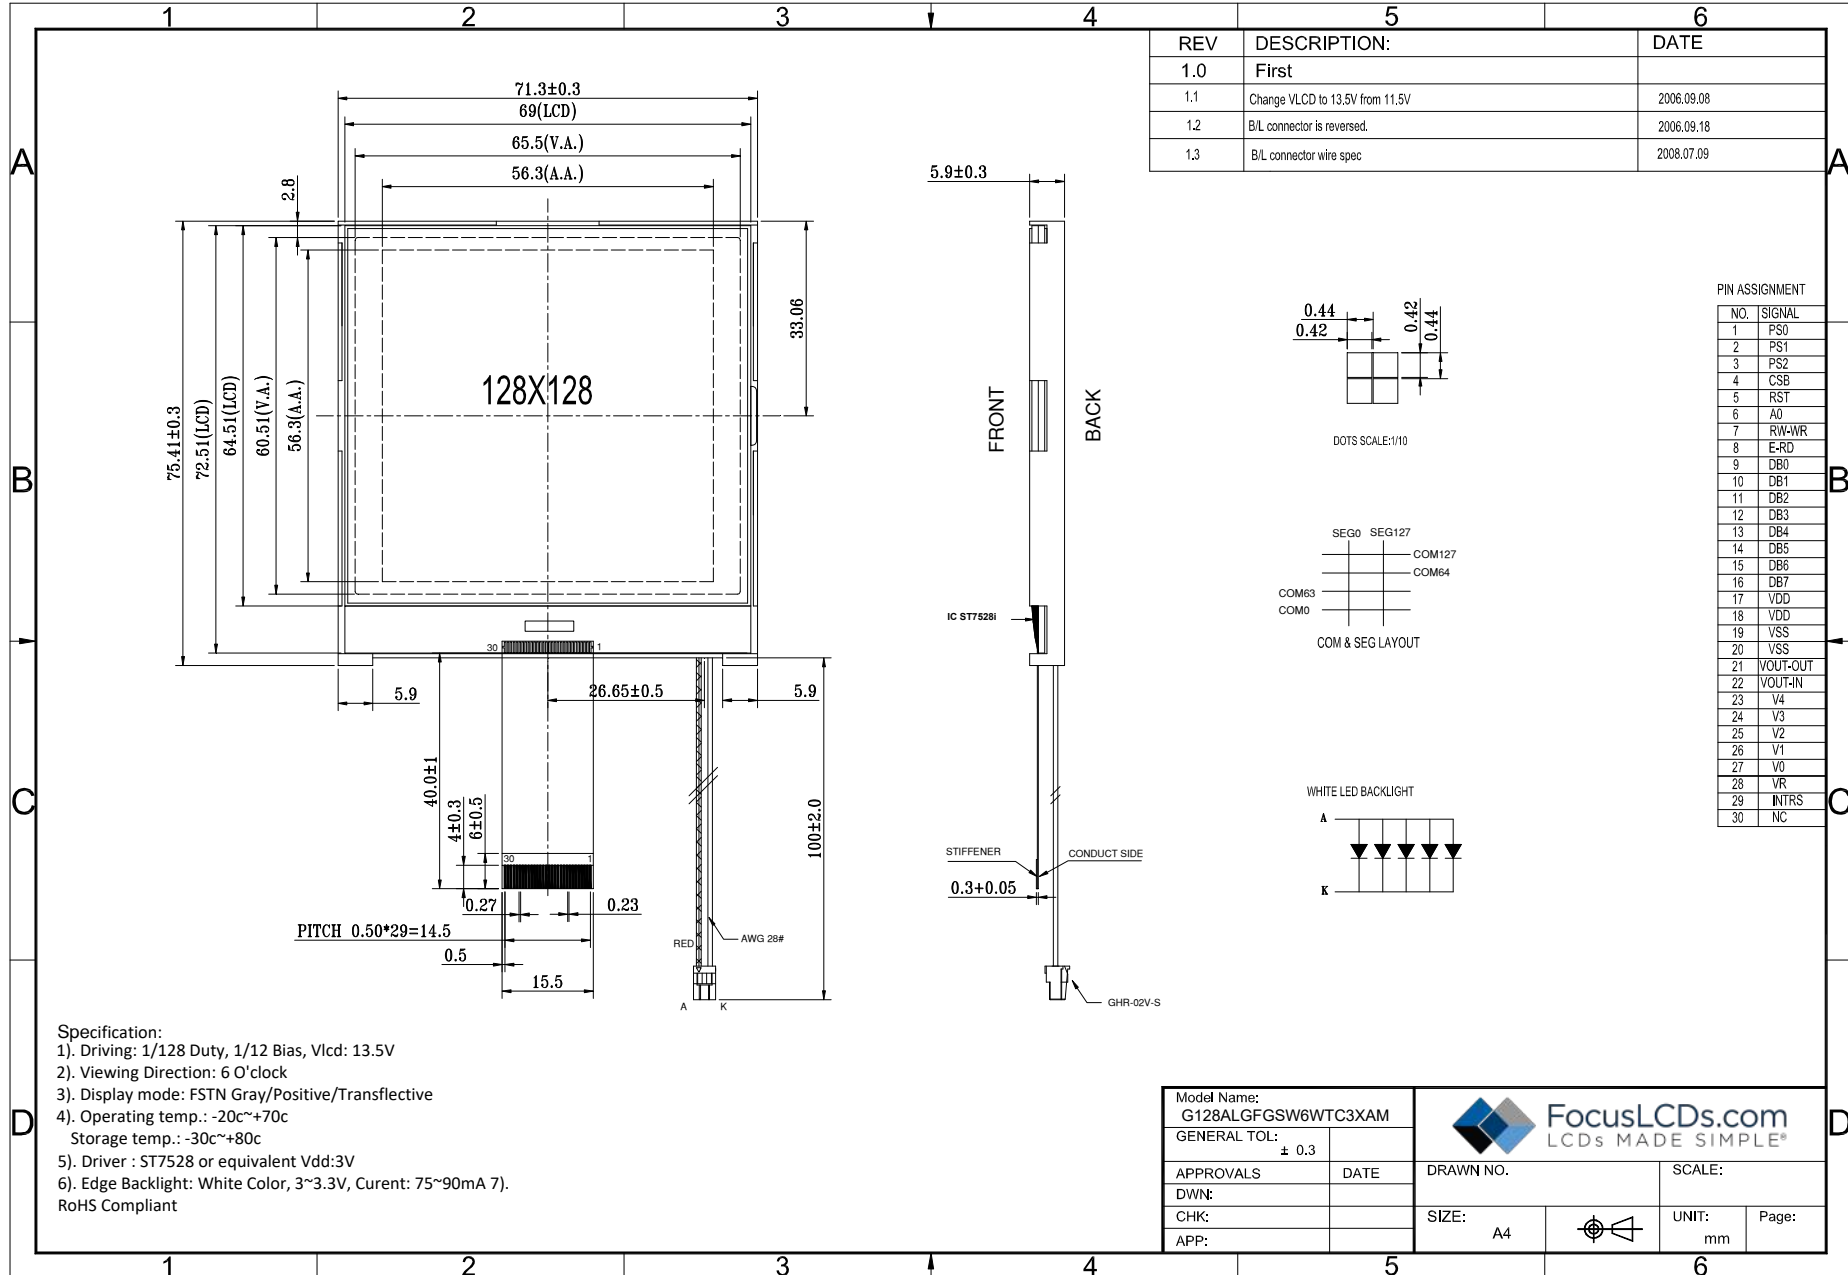 1 2 3 4 5 6
A
B
C
D
A
B
C
D
1 2 3 4 5 6
REV DESCRIPTION: DATE
1.0 First
1.1 Change VLCD to 13.5V from 11.5V 2006.09.08
1.2 B/L connector is reversed. 2006.09.18
1.3 B/L connector wire spec 2008.07.09
71.3±0.3
69(LCD)
65.5(V.A.)
56.3(A.A.)
2.8
75.41±0.3
72.51(LCD)
64.51(LCD)
60.51(V.A.)
56.3(A.A.)
33.06
128X128
30 1
5.9
26.65±0.5
5.9
40.0±1
4±0.3
6±0.5
100±2.0
30 1
0.27
0.23
PITCH 0.50*29=14.5
0.5
15.5
RED
AWG 28#
A K
5.9±0.3
FRONT
BACK
IC ST7528i
STIFFENER
CONDUCT SIDE
0.3+0.05
GHR-02V-S
0.44
0.42
0.42
0.44
DOTS SCALE:1/10
SEG0 SEG127
COM127
COM64
COM63
COM0
COM & SEG LAYOUT
WHITE LED BACKLIGHT
A
K
PIN ASSIGNMENT
NO. SIGNAL
1 PS0
2 PS1
3 PS2
4 CSB
5 RST
6 A0
7 RW-WR
8 E-RD
9 DB0
10 DB1
11 DB2
12 DB3
13 DB4
14 DB5
15 DB6
16 DB7
17 VDD
18 VDD
19 VSS
20 VSS
21 VOUT-OUT
22 VOUT-IN
23 V4
24 V3
25 V2
26 V1
27 V0
28 VR
29 INTRS
30 NC
Specification:
1). Driving: 1/128 Duty, 1/12 Bias, Vlcd: 13.5V
2). Viewing Direction: 6 O'clock
3). Display mode: FSTN Gray/Positive/Transflective
4). Operating temp.: -20c~+70c
Storage temp.: -30c~+80c
5). Driver : ST7528 or equivalent Vdd:3V
6). Edge Backlight: White Color, 3~3.3V, Curent: 75~90mA 7).
RoHS Compliant
Model Name:
G128ALGFGSW6WTC3XAM
GENERAL TOL:
± 0.3
APPROVALS DATE
DWN:
CHK:
APP:
FocusLCDs.com
LCDs MADE SIMPLE®
DRAWN NO. SCALE:
SIZE: A4
UNIT: mm
Page: